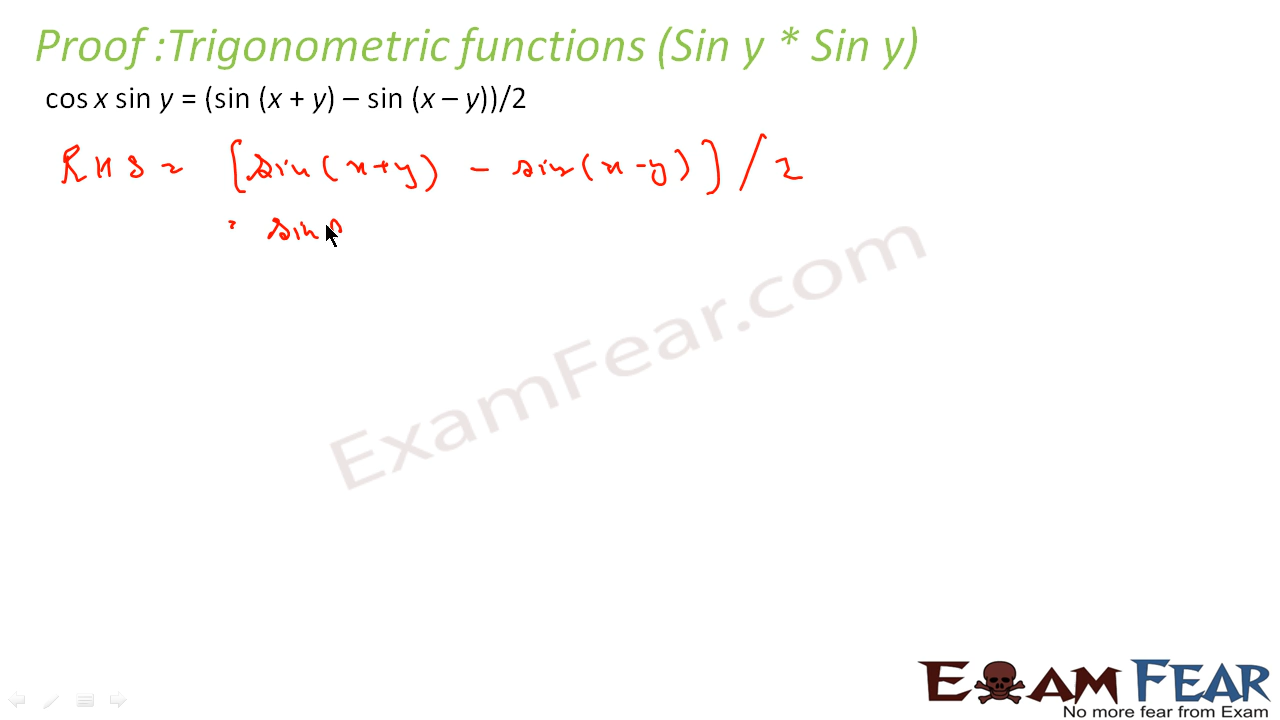 Proof :Trigonometric functions (Sin y * Sin y)
cos x sin y = (sin (x + y) – sin (x – y))/2
RHS = [sin(x+y) - sin(x-y)] / 2
= sin
ExamFear.com
EXAM FEAR
No more fear from Exam